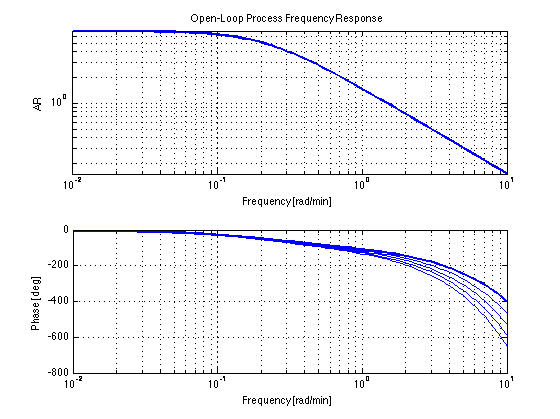 Open-Loop Process Frequency Response
AR
10^0
10^-2 10^-1 10^0 10^1
Frequency [rad/min]
Phase [deg]
0
-200
-400
-600
-800
10^-2 10^-1 10^0 10^1
Frequency [rad/min]